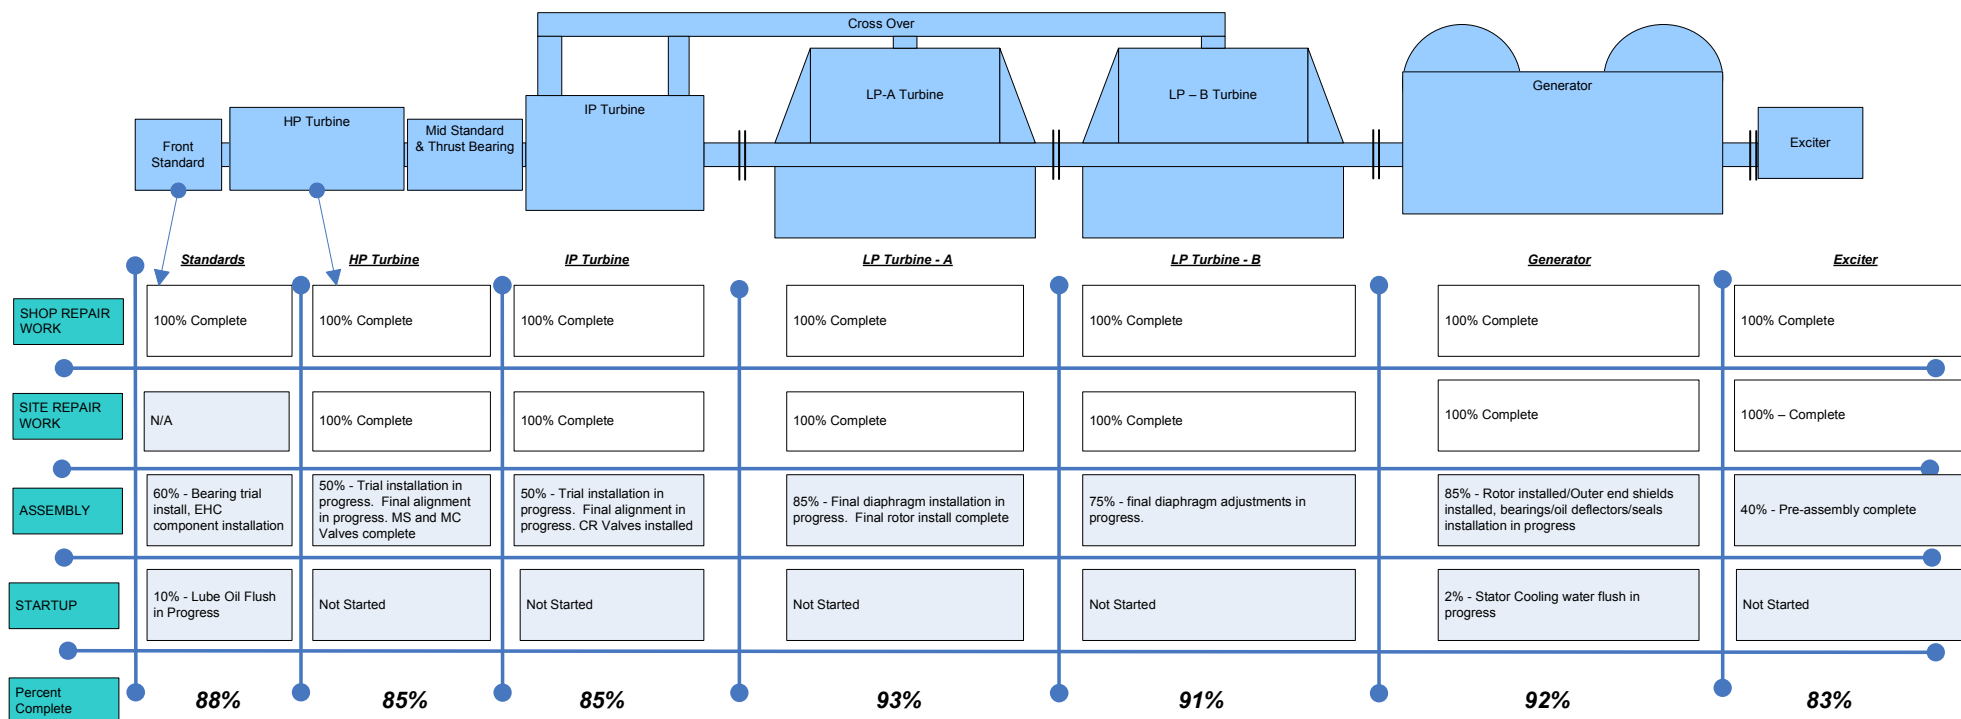 Cross Over
LP-A Turbine
LP – B Turbine
Generator
IP Turbine
HP Turbine
Mid Standard
& Thrust Bearing
Front
Standard
Exciter
Standards
HP Turbine
IP Turbine
LP Turbine - A
LP Turbine - B
Generator
Exciter
SHOP REPAIR
WORK
100% Complete
100% Complete
100% Complete
100% Complete
100% Complete
100% Complete
100% Complete
SITE REPAIR
WORK
N/A
100% Complete
100% Complete
100% Complete
100% Complete
100% Complete
100% – Complete
ASSEMBLY
60% - Bearing trial
install, EHC
component installation
50% - Trial installation in
progress.  Final alignment
in progress. MS and MC
Valves complete
50% - Trial installation in
progress.  Final alignment in
progress. CR Valves installed
85% - Final diaphragm installation in
progress.  Final rotor install complete
75% - final diaphragm adjustments in
progress.
85% - Rotor installed/Outer end shields
installed, bearings/oil deflectors/seals
installation in progress
40% - Pre-assembly complete
STARTUP
10% - Lube Oil Flush
in Progress
Not Started
Not Started
Not Started
Not Started
2% - Stator Cooling water flush in
progress
Not Started
Percent
Complete
88%
85%
85%
93%
91%
92%
83%